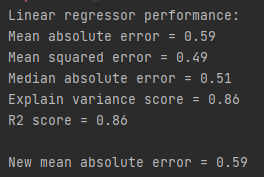 Linear regressor performance:
Mean absolute error = 0.59
Mean squared error = 0.49
Median absolute error = 0.51
Explain variance score = 0.86
R2 score = 0.86
New mean absolute error = 0.59